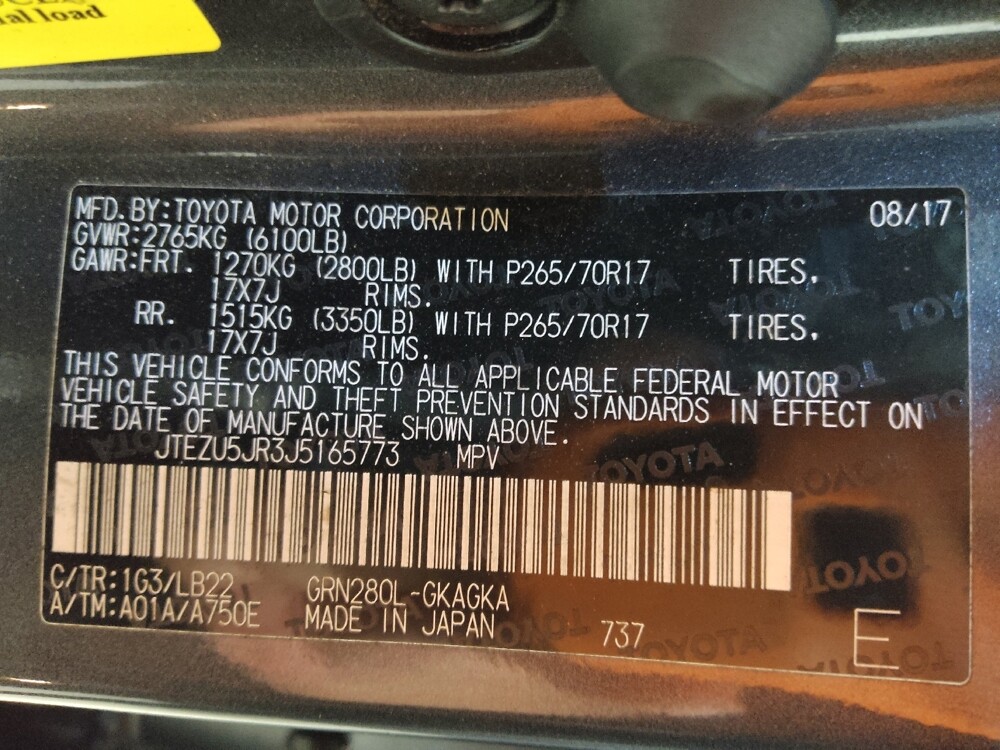 al load
MFD. BY:TOYOTA MOTOR CORPORATION 08/17
GVWR:2765KG (6100LB)
GAWR:FRT. 1270KG (2800LB) WITH P265/70R17 TIRES,
17X7J RIMS.
RR. 1515KG (3350LB) WITH P265/70R17 TIRES,
17X7J RIMS.
THIS VEHICLE CONFORMS TO ALL APPLICABLE FEDERAL MOTOR
VEHICLE SAFETY AND THEFT PREVENTION STANDARDS IN EFFECT ON
THE DATE OF MANUFACTURE SHOWN ABOVE.
JTEZU5JR3J5165773 MPV
C/TR:1G3/LB22 GRN280L-GKAGKA
A/TM:A01A/A750E MADE IN JAPAN 737 E